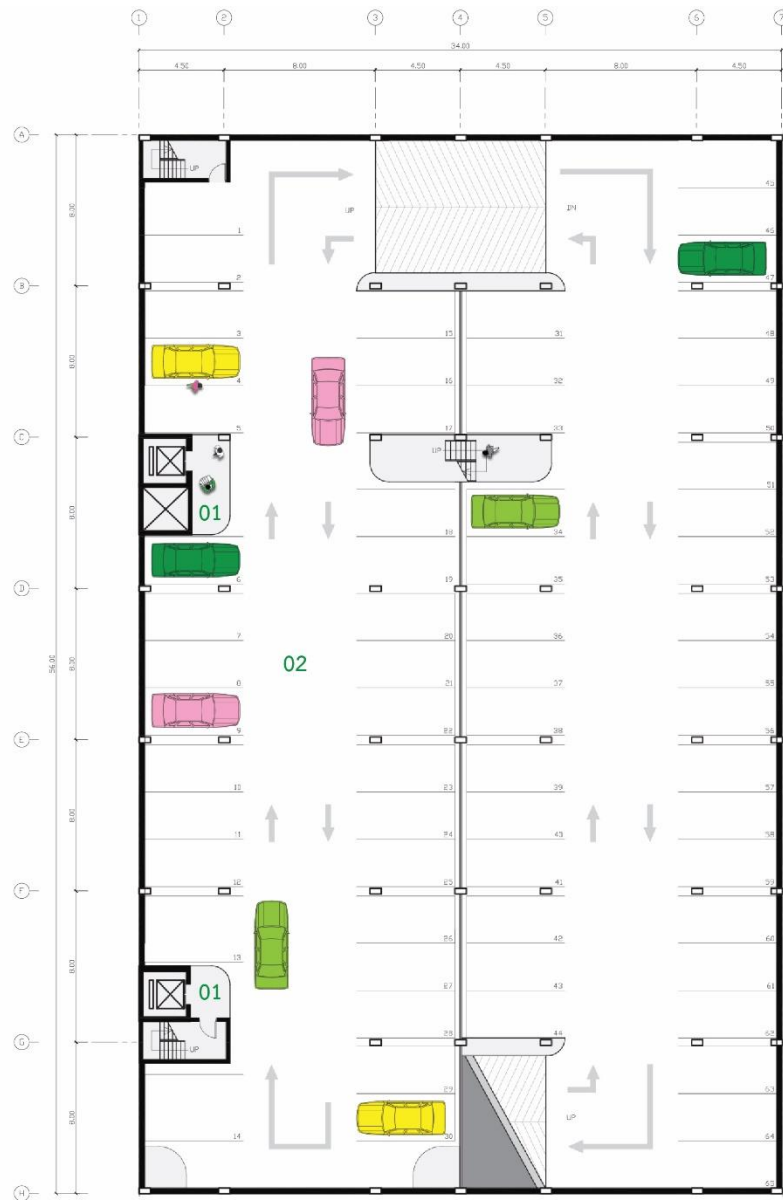 1 2 3 4 5 6 7
34.00
4.50 8.00 4.50 4.50 8.00 4.50
A
UP
45
8.00 UP IN
1 46
2 47
B
3 15 31 48
8.00
4 16 32 49
5 17 33 50
C
UP
51
8.00 01
18 34 52
6 19 35 53
D
7 20 36 54
56.00 8.00 02
8 21 37 55
9 22 38 56
E
10 23 39 57
8.00
11 24 40 58
12 25 41 59
F
26 42 60
8.00 13
01 27 43 61
28 44 62
G
UP
29 63
8.00 UP
14 30 64
65
H